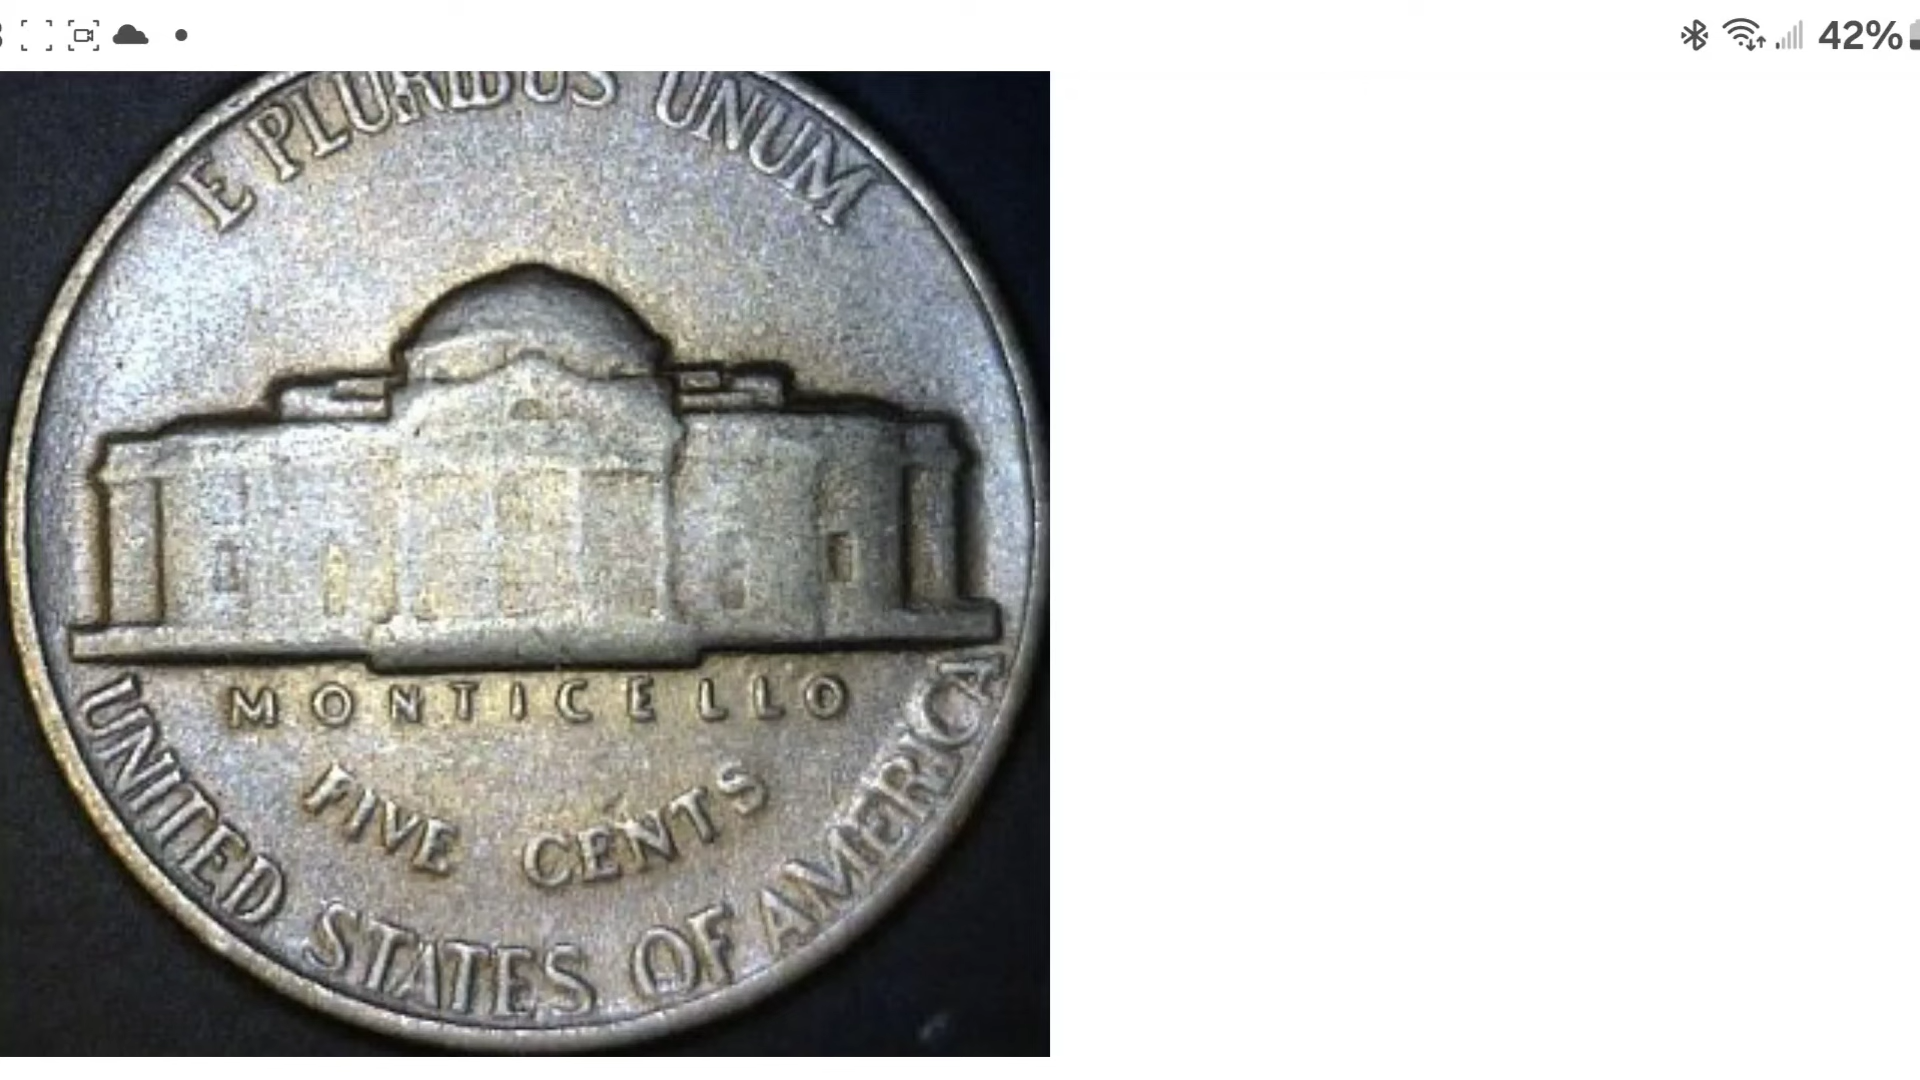 42%
E PLURIBUS UNUM
MONTICELLO
FIVE CENTS
UNITED STATES OF AMERICA